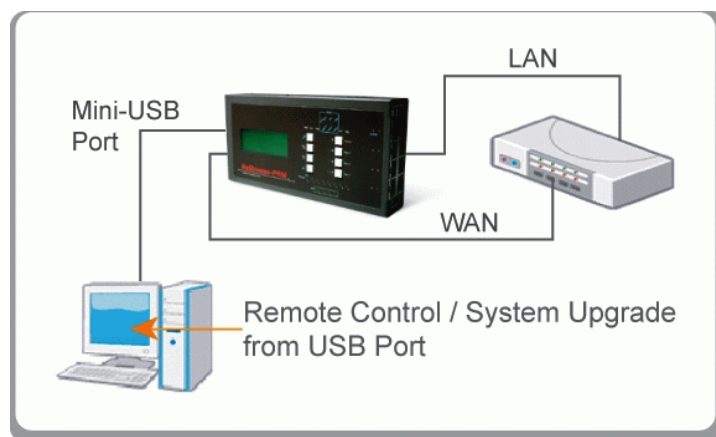 LAN
Mini-USB
Port
WAN
Remote Control / System Upgrade
from USB Port